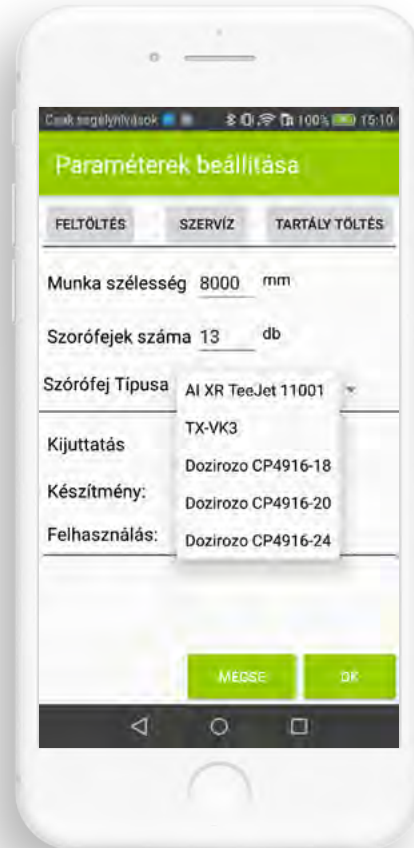 Csak segélyhívások 100% 15:10
Paraméterek beállítása
FELTÖLTÉS SZERVÍZ TARTÁLY TÖLTÉS
Munka szélesség 8000 mm
Szorófejek száma 13 db
Szórófej Típusa AI XR TeeJet 11001
TX-VK3
Kijuttatás
Dozirozo CP4916-18
Készítmény:
Dozirozo CP4916-20
Felhasználás:
Dozirozo CP4916-24
MÉGSE OK